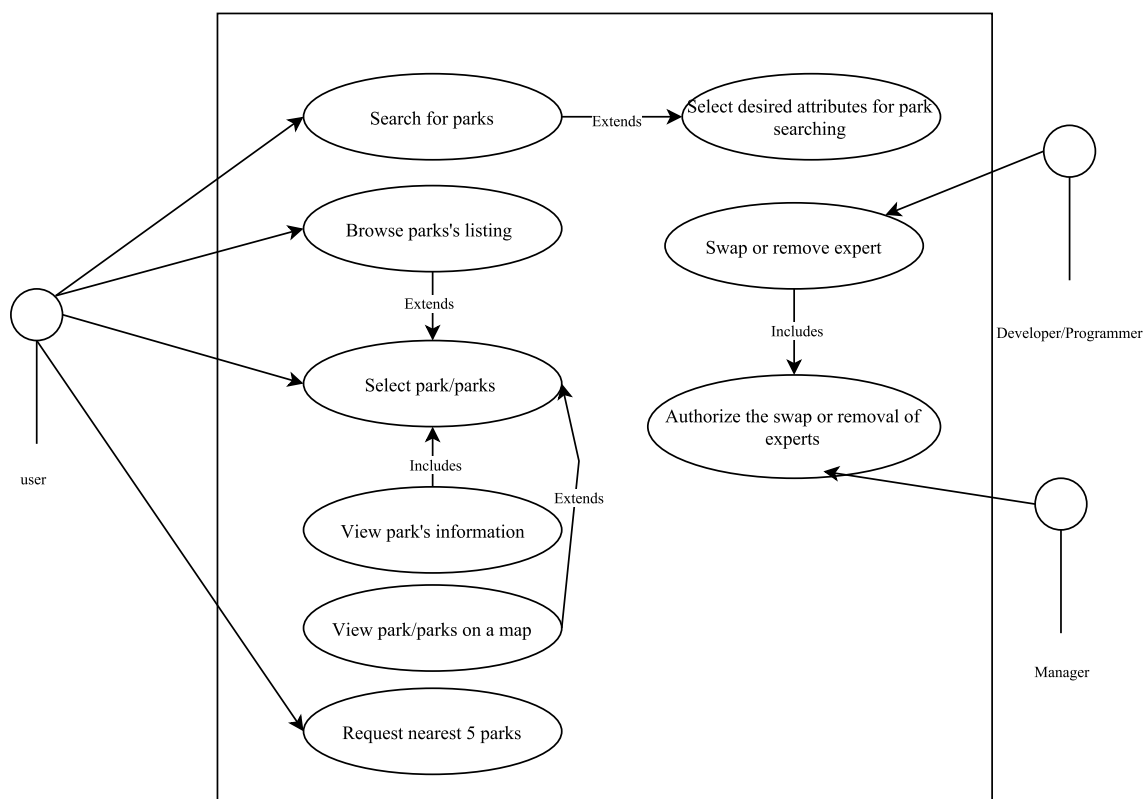 Search for parks
Extends
Select desired attributes for park
searching
Browse parks's listing
Swap or remove expert
Extends
Includes
Developer/Programmer
Select park/parks
Authorize the swap or removal of
experts
Includes
user
Extends
View park's information
View park/parks on a map
Manager
Request nearest 5 parks